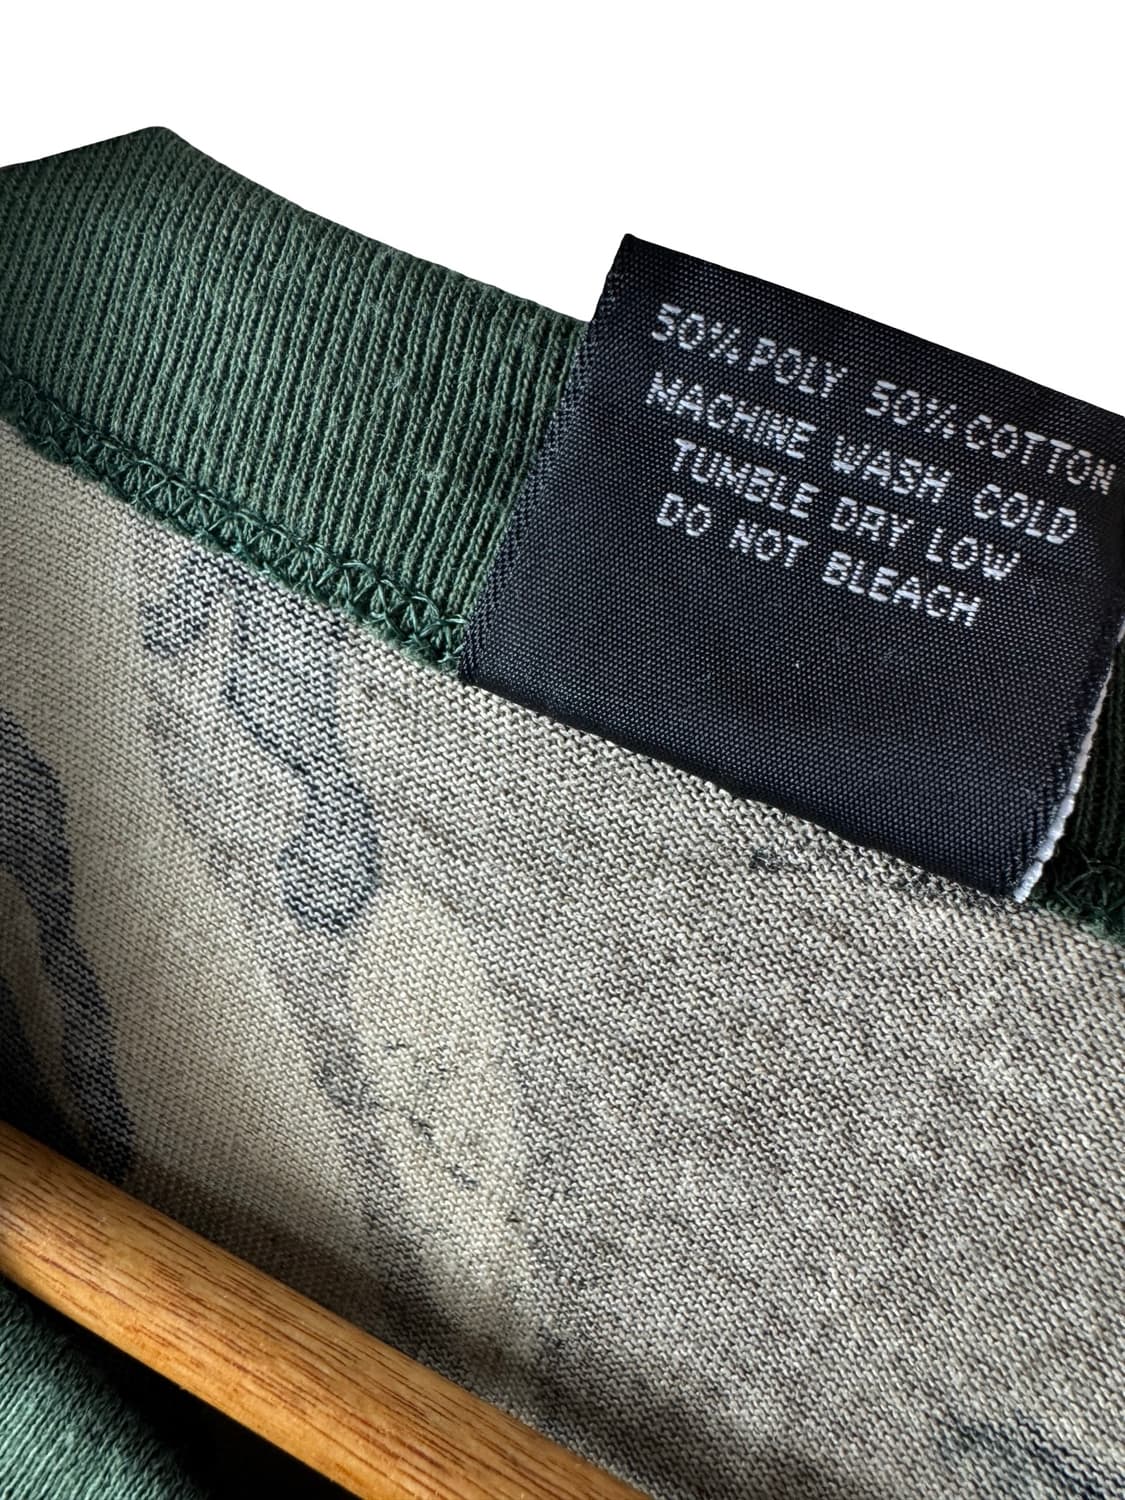 50% POLY 50% COTTON
MACHINE WASH COLD
TUMBLE DRY LOW
DO NOT BLEACH